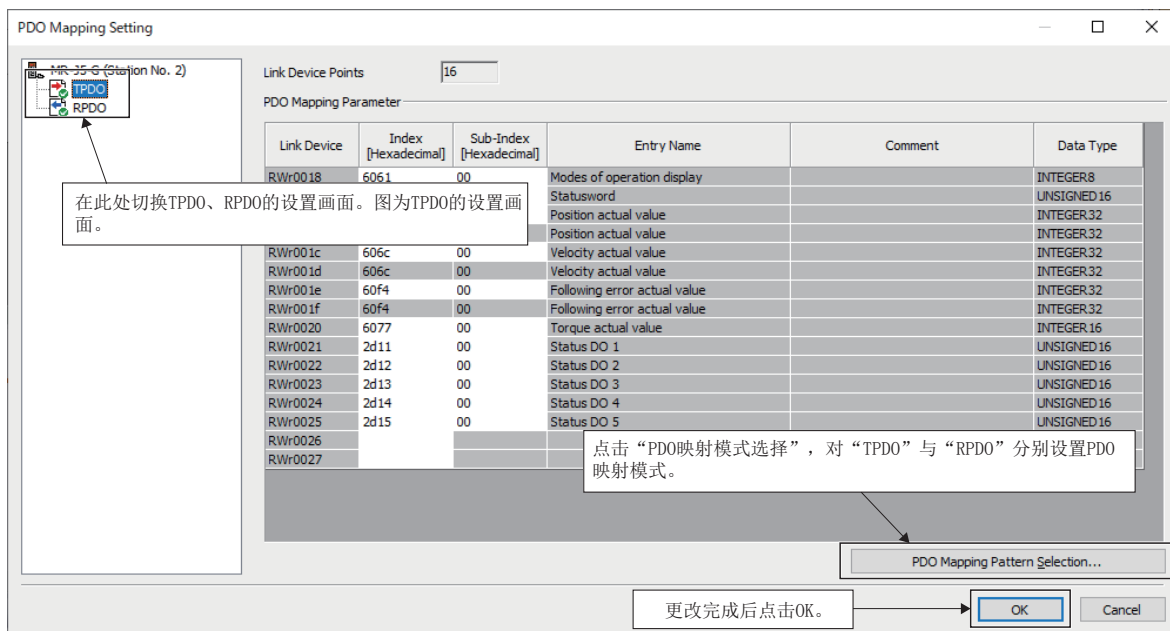 PDO Mapping Setting
MR-J5-G (Station No. 2)
TPDO
RPDO
Link Device Points 16
PDO Mapping Parameter
Link Device Index [Hexadecimal] Sub-Index [Hexadecimal] Entry Name Comment Data Type
RWr0018 6061 00 Modes of operation display INTEGER8
Statusword UNSIGNED16
Position actual value INTEGER32
Position actual value INTEGER32
RWr001c 606c 00 Velocity actual value INTEGER32
RWr001d 606c 00 Velocity actual value INTEGER32
RWr001e 60f4 00 Following error actual value INTEGER32
RWr001f 60f4 00 Following error actual value INTEGER32
RWr0020 6077 00 Torque actual value INTEGER16
RWr0021 2d11 00 Status DO 1 UNSIGNED16
RWr0022 2d12 00 Status DO 2 UNSIGNED16
RWr0023 2d13 00 Status DO 3 UNSIGNED16
RWr0024 2d14 00 Status DO 4 UNSIGNED16
RWr0025 2d15 00 Status DO 5 UNSIGNED16
RWr0026
RWr0027
在此处切换TPDO、RPDO的设置画面。图为TPDO的设置画
面。
点击“PDO映射模式选择”，对“TPDO”与“RPDO”分别设置PDO
映射模式。
PDO Mapping Pattern Selection...
更改完成后点击OK。
OK Cancel